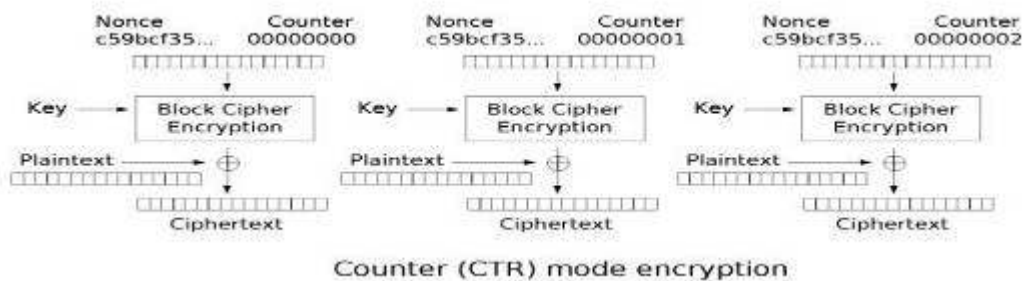 Nonce Counter Nonce Counter Nonce Counter
c59bcf35... 00000000 c59bcf35... 00000001 c59bcf35... 00000002
Key Block Cipher Key Block Cipher Key Block Cipher
Encryption Encryption Encryption
Plaintext Plaintext Plaintext
Ciphertext Ciphertext Ciphertext
Counter (CTR) mode encryption